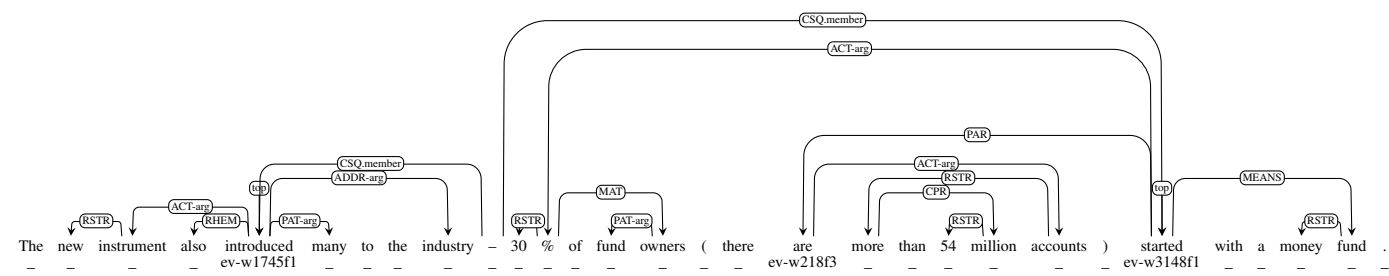 CSQ.member
ACT-arg
PAR
CSQ.member ACT-arg
top ADDR-arg RSTR top MEANS
ACT-arg MAT CPR
RSTR RHEM PAT-arg RSTR PAT-arg RSTR RSTR
The new instrument also introduced many to the industry – 30 % of fund owners ( there are more than 54 million accounts ) started with a money fund .
_ _ _ _ ev-w1745f1 _ _ _ _ _ _ _ _ _ _ _ _ ev-w218f3 _ _ _ _ _ _ ev-w3148f1 _ _ _ _ _